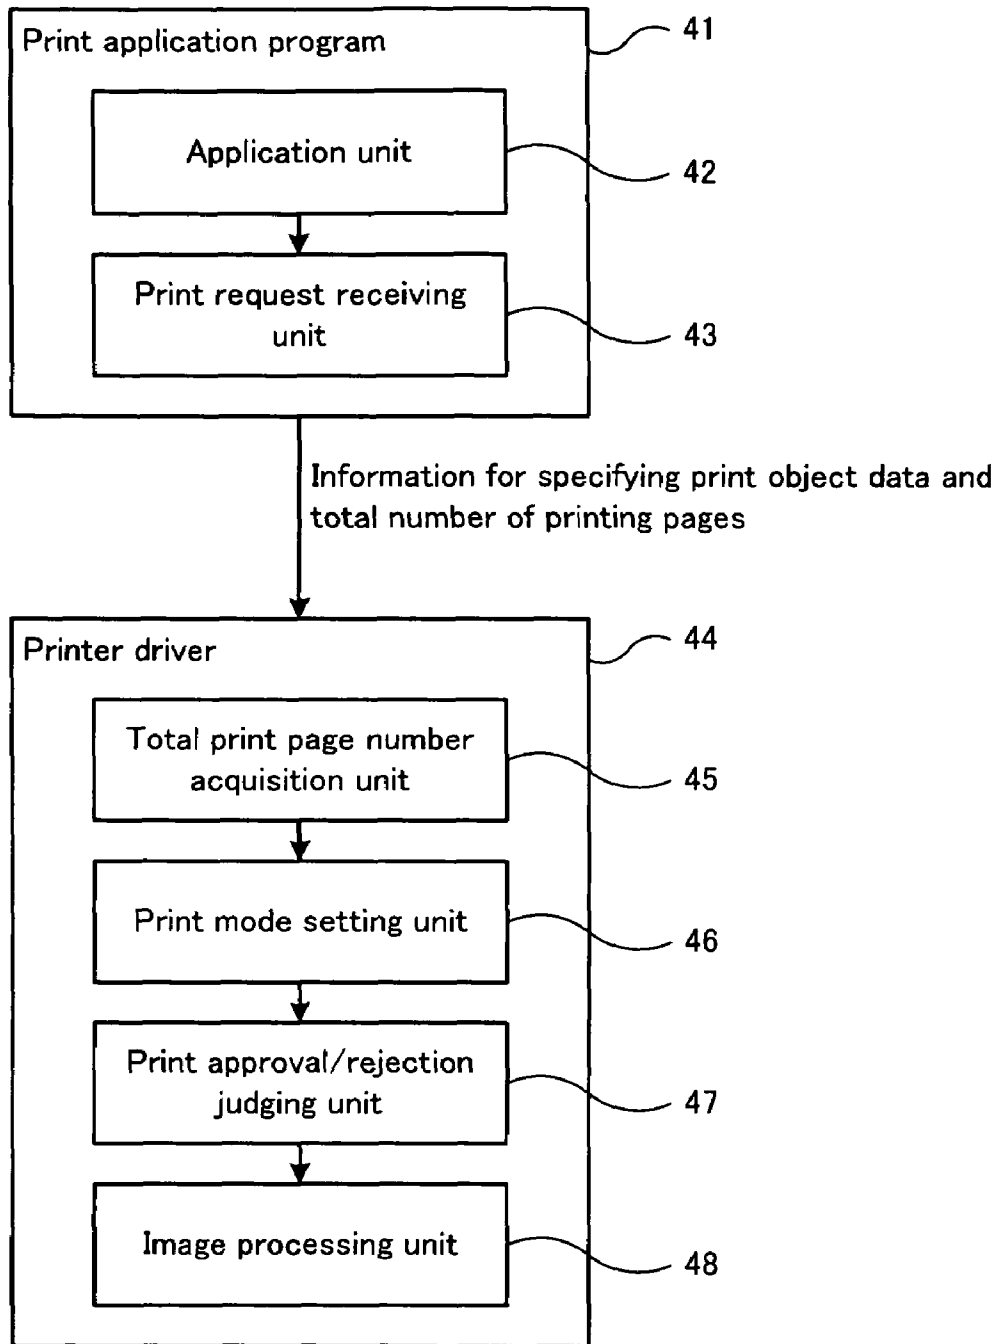 Print application program
41
Application unit
42
Print request receiving
unit
43
Information for specifying print object data and
total number of printing pages
Printer driver
44
Total print page number
acquisition unit
45
Print mode setting unit
46
Print approval/rejection
judging unit
47
Image processing unit
48